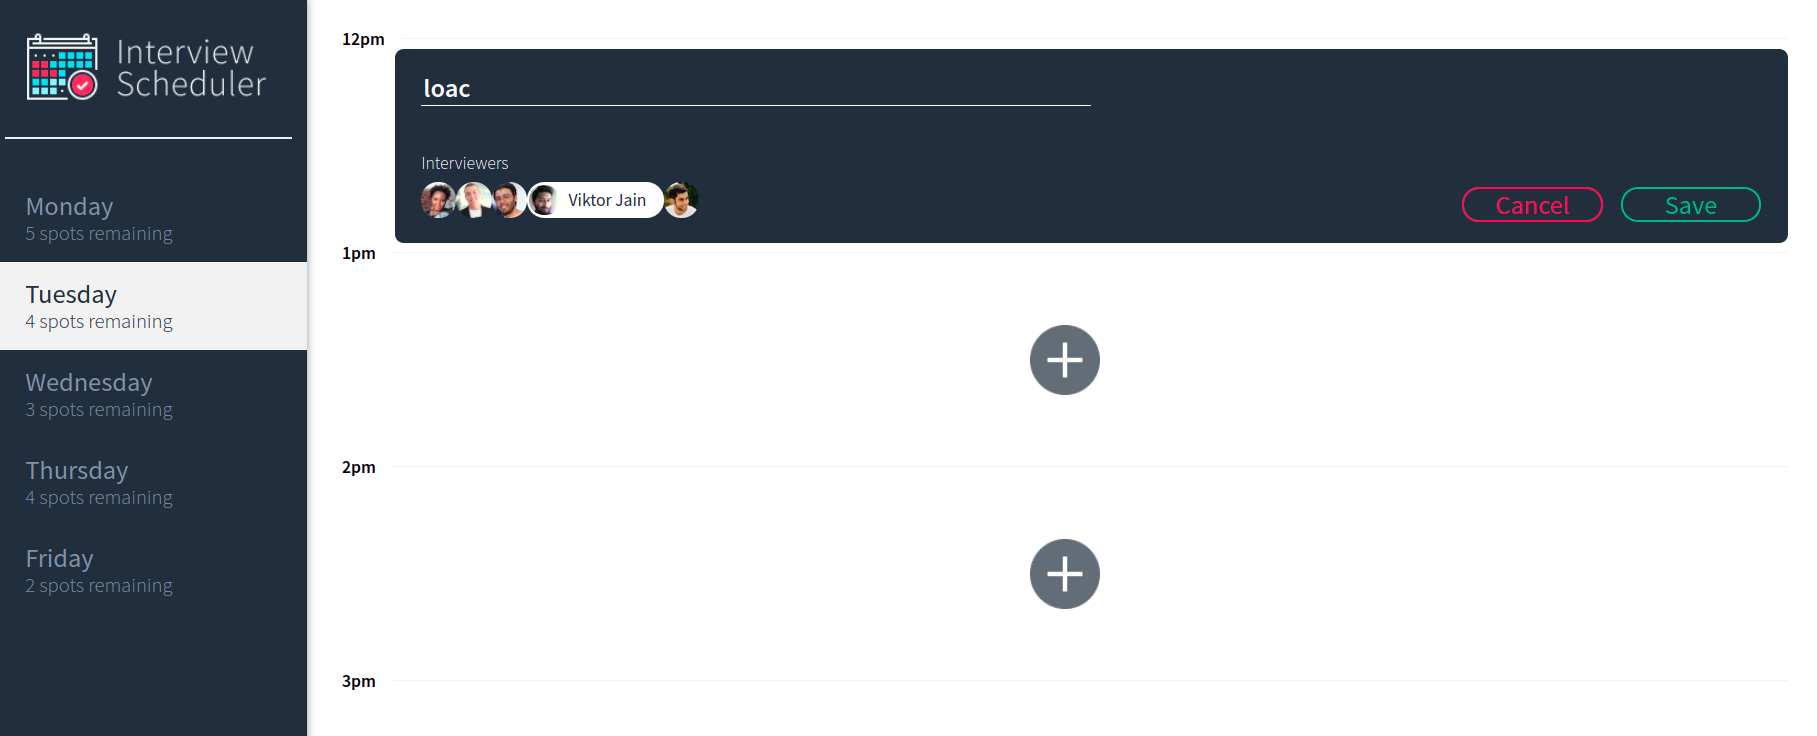 Interview
Scheduler
Monday
5 spots remaining
Tuesday
4 spots remaining
Wednesday
3 spots remaining
Thursday
4 spots remaining
Friday
2 spots remaining
12pm
loac
Interviewers
Viktor Jain
Cancel
Save
1pm
2pm
3pm